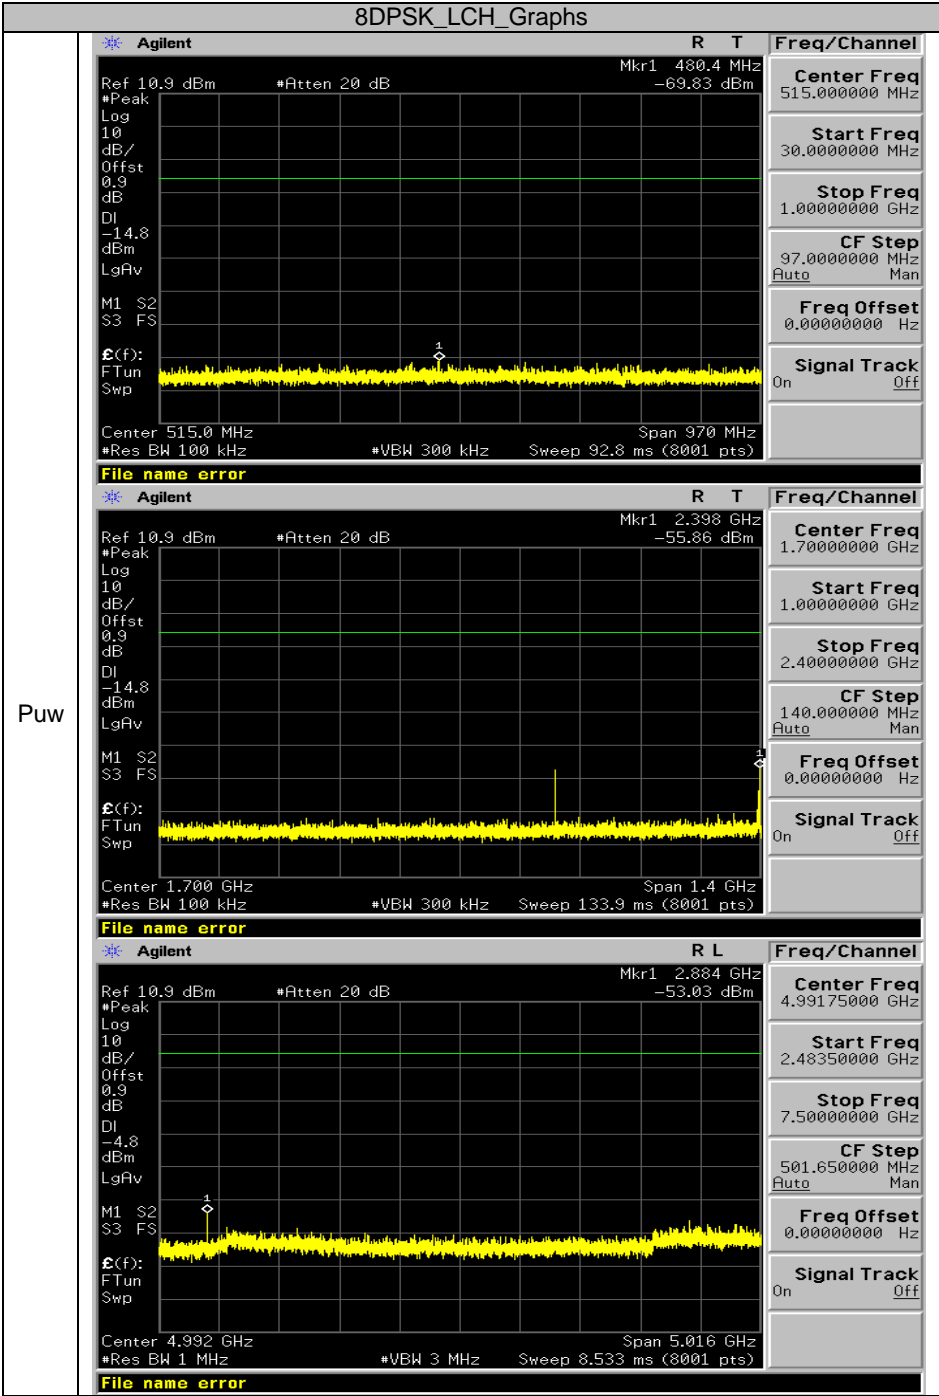 8DPSK_LCH_Graphs
Puw
Agilent R T Freq/Channel
Mkr1 480.4 MHz
Ref 10.9 dBm #Atten 20 dB -69.83 dBm
#Peak
Log
10
dB/
Offst
0.9
dB
DI
-14.8
dBm
LgAv
M1 S2
S3 FS
£(f):
FTun
Swp
1
Center 515.0 MHz Span 970 MHz
#Res BW 100 kHz #VBW 300 kHz Sweep 92.8 ms (8001 pts)
File name error
Center Freq
515.000000 MHz
Start Freq
30.0000000 MHz
Stop Freq
1.00000000 GHz
CF Step
97.0000000 MHz
Auto Man
Freq Offset
0.00000000 Hz
Signal Track
On Off
Agilent R T Freq/Channel
Mkr1 2.398 GHz
Ref 10.9 dBm #Atten 20 dB -55.86 dBm
#Peak
Log
10
dB/
Offst
0.9
dB
DI
-14.8
dBm
LgAv
M1 S2
S3 FS
£(f):
FTun
Swp
1
Center 1.700 GHz Span 1.4 GHz
#Res BW 100 kHz #VBW 300 kHz Sweep 133.9 ms (8001 pts)
File name error
Center Freq
1.70000000 GHz
Start Freq
1.00000000 GHz
Stop Freq
2.40000000 GHz
CF Step
140.000000 MHz
Auto Man
Freq Offset
0.00000000 Hz
Signal Track
On Off
Agilent R L Freq/Channel
Mkr1 2.884 GHz
Ref 10.9 dBm #Atten 20 dB -53.03 dBm
#Peak
Log
10
dB/
Offst
0.9
dB
DI
-4.8
dBm
LgAv
M1 S2
S3 FS
£(f):
FTun
Swp
1
Center 4.992 GHz Span 5.016 GHz
#Res BW 1 MHz #VBW 3 MHz Sweep 8.533 ms (8001 pts)
File name error
Center Freq
4.99175000 GHz
Start Freq
2.48350000 GHz
Stop Freq
7.50000000 GHz
CF Step
501.650000 MHz
Auto Man
Freq Offset
0.00000000 Hz
Signal Track
On Off